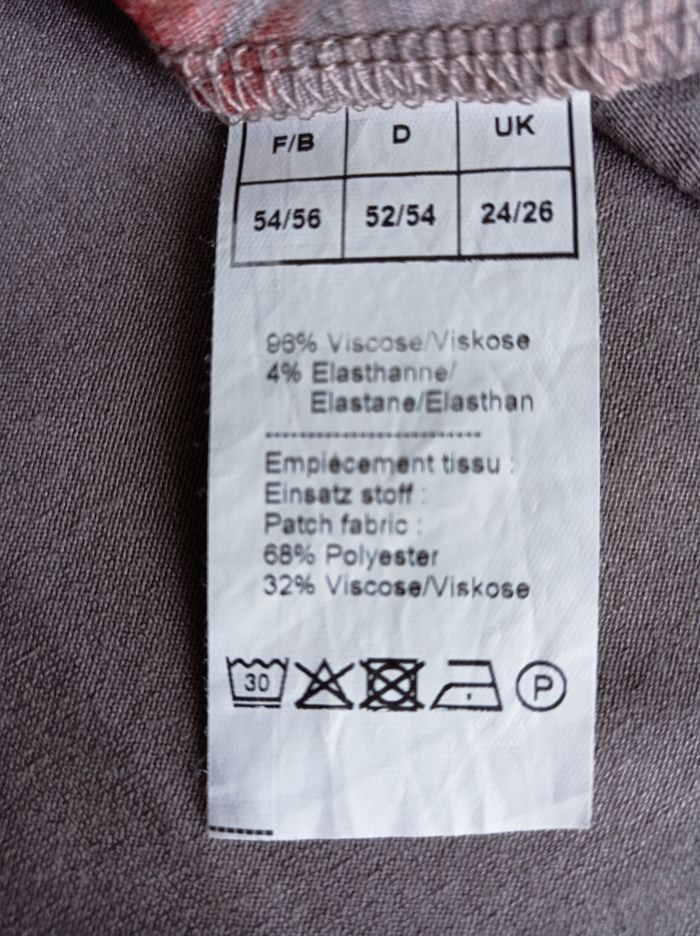 F/B D UK
54/56 52/54 24/26
96% Viscose/Viskose
4% Elasthanne/
Elastane/Elasthan
Empiècement tissu :
Einsatz stoff :
Patch fabric :
68% Polyester
32% Viscose/Viskose
30 P